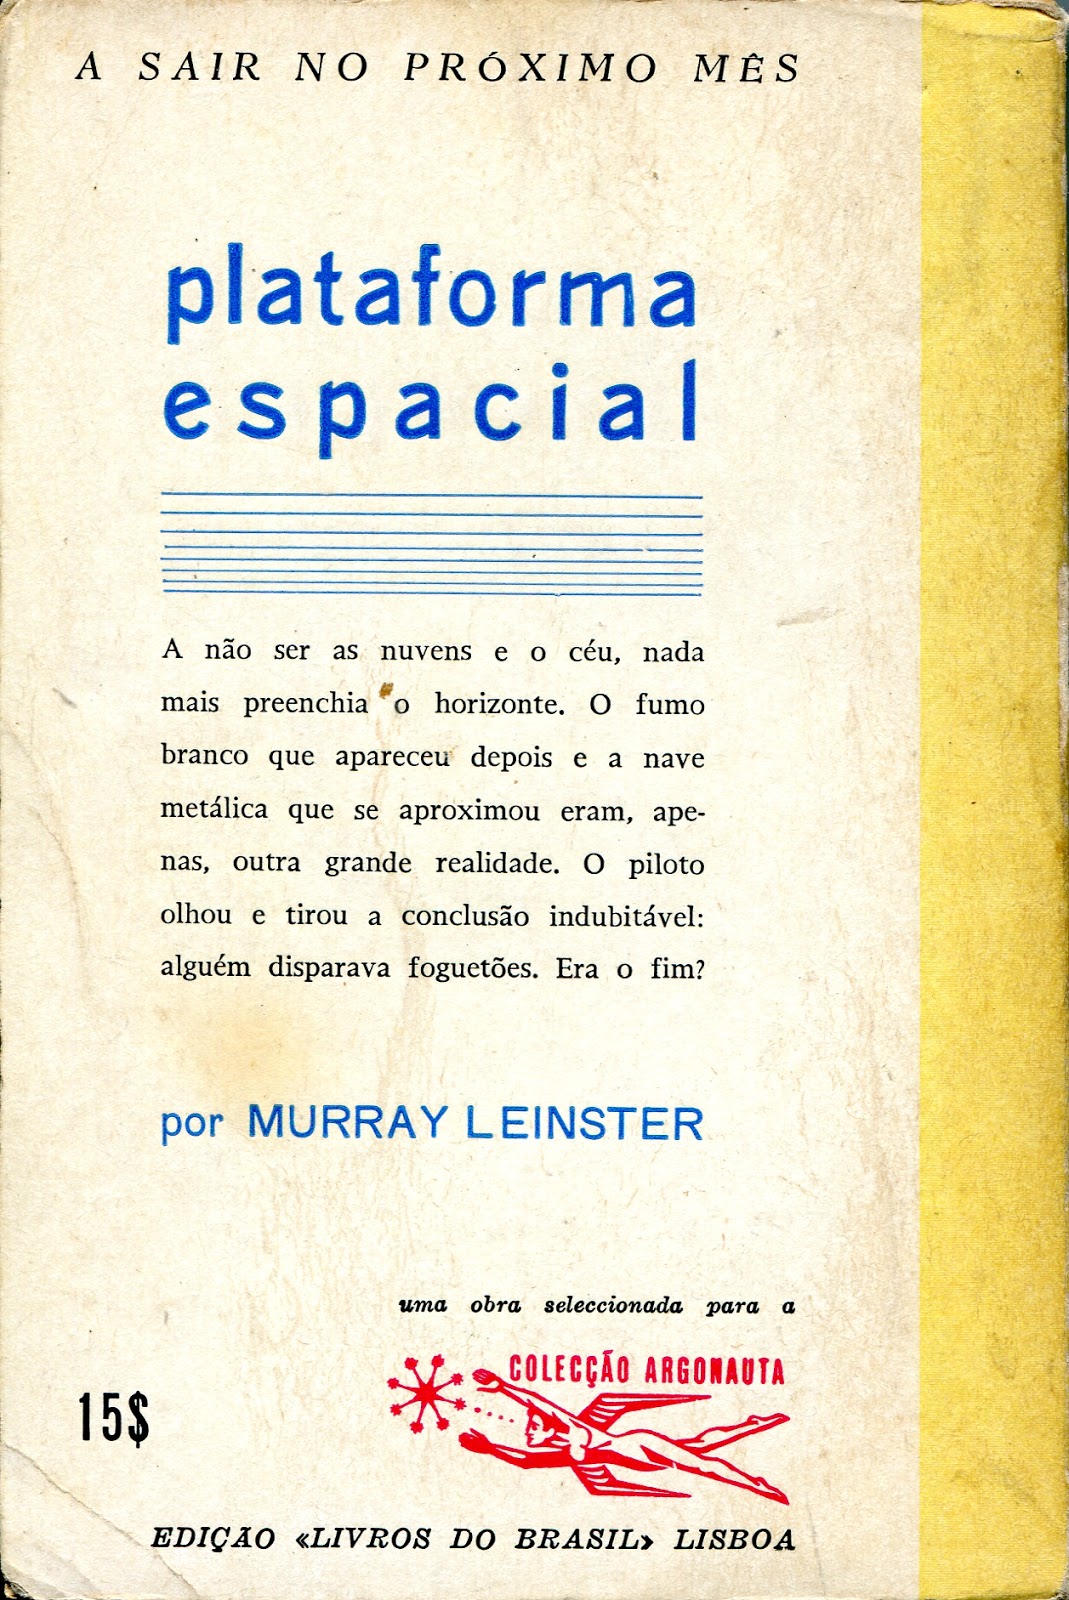 A SAIR NO PRÓXIMO MÊS
plataforma
espacial
A não ser as nuvens e o céu, nada
mais preenchia o horizonte. O fumo
branco que apareceu depois e a nave
metálica que se aproximou eram, ape-
nas, outra grande realidade. O piloto
olhou e tirou a conclusão indubitável:
alguém disparava foguetões. Era o fim?
por MURRAY LEINSTER
uma obra seleccionada para a
COLECÇÃO ARGONAUTA
15$
EDIÇÃO «LIVROS DO BRASIL» LISBOA